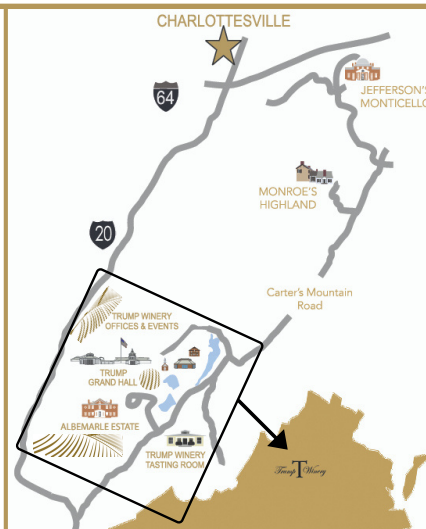 CHARLOTTESVILLE
64
JEFFERSON'S
MONTICELLO
MONROE'S
HIGHLAND
20
Carter's Mountain
Road
TRUMP WINERY
OFFICES & EVENTS
TRUMP
GRAND HALL
ALBEMARLE ESTATE
TRUMP WINERY
TASTING ROOM
Trump T Winery